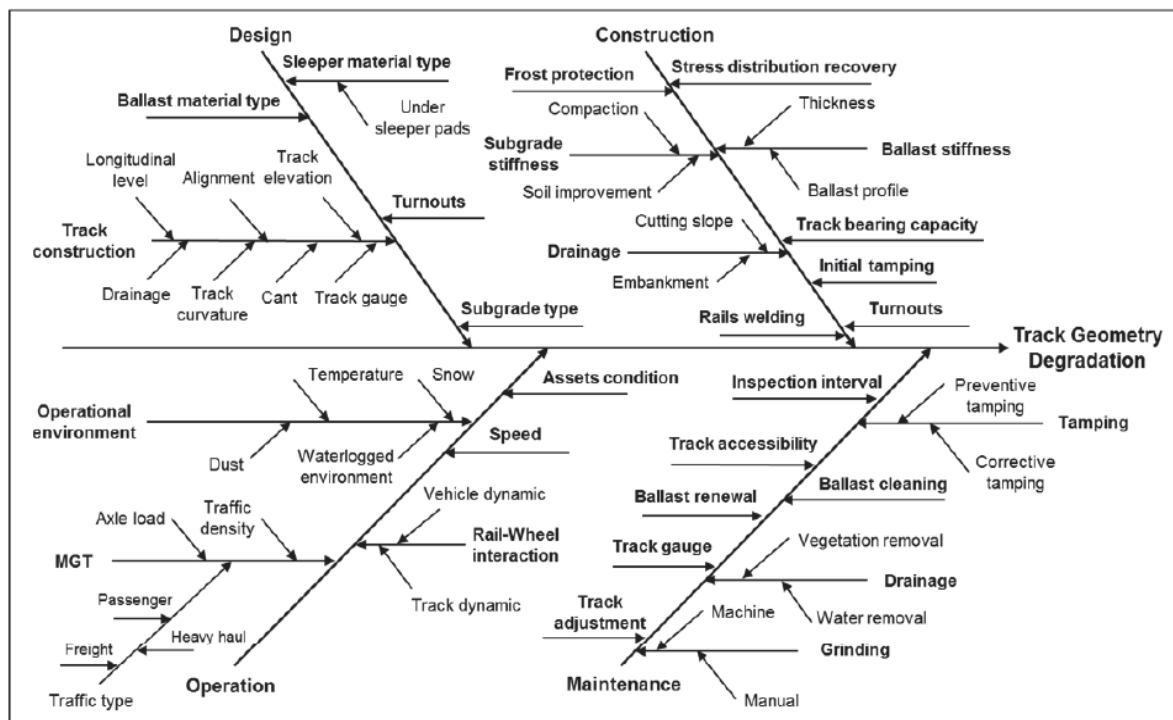 Design
Construction
Sleeper material type
Stress distribution recovery
Frost protection
Ballast material type
Under
sleeper pads
Compaction
Thickness
Subgrade
stiffness
Ballast stiffness
Longitudinal
level
Alignment
Track
elevation
Soil improvement
Ballast profile
Turnouts
Track
construction
Cutting slope
Track bearing capacity
Drainage
Embankment
Initial tamping
Drainage
Track
curvature
Cant
Track gauge
Subgrade type
Rails welding
Turnouts
Track Geometry
Degradation
Temperature
Snow
Assets condition
Inspection interval
Preventive
tamping
Operational
environment
Tamping
Dust
Waterlogged
environment
Speed
Track accessibility
Corrective
tamping
Axle load
Traffic
density
Vehicle dynamic
Ballast renewal
Ballast cleaning
MGT
Rail-Wheel
interaction
Track gauge
Vegetation removal
Drainage
Passenger
Track dynamic
Track
adjustment
Machine
Water removal
Freight
Heavy haul
Grinding
Traffic type
Operation
Maintenance
Manual